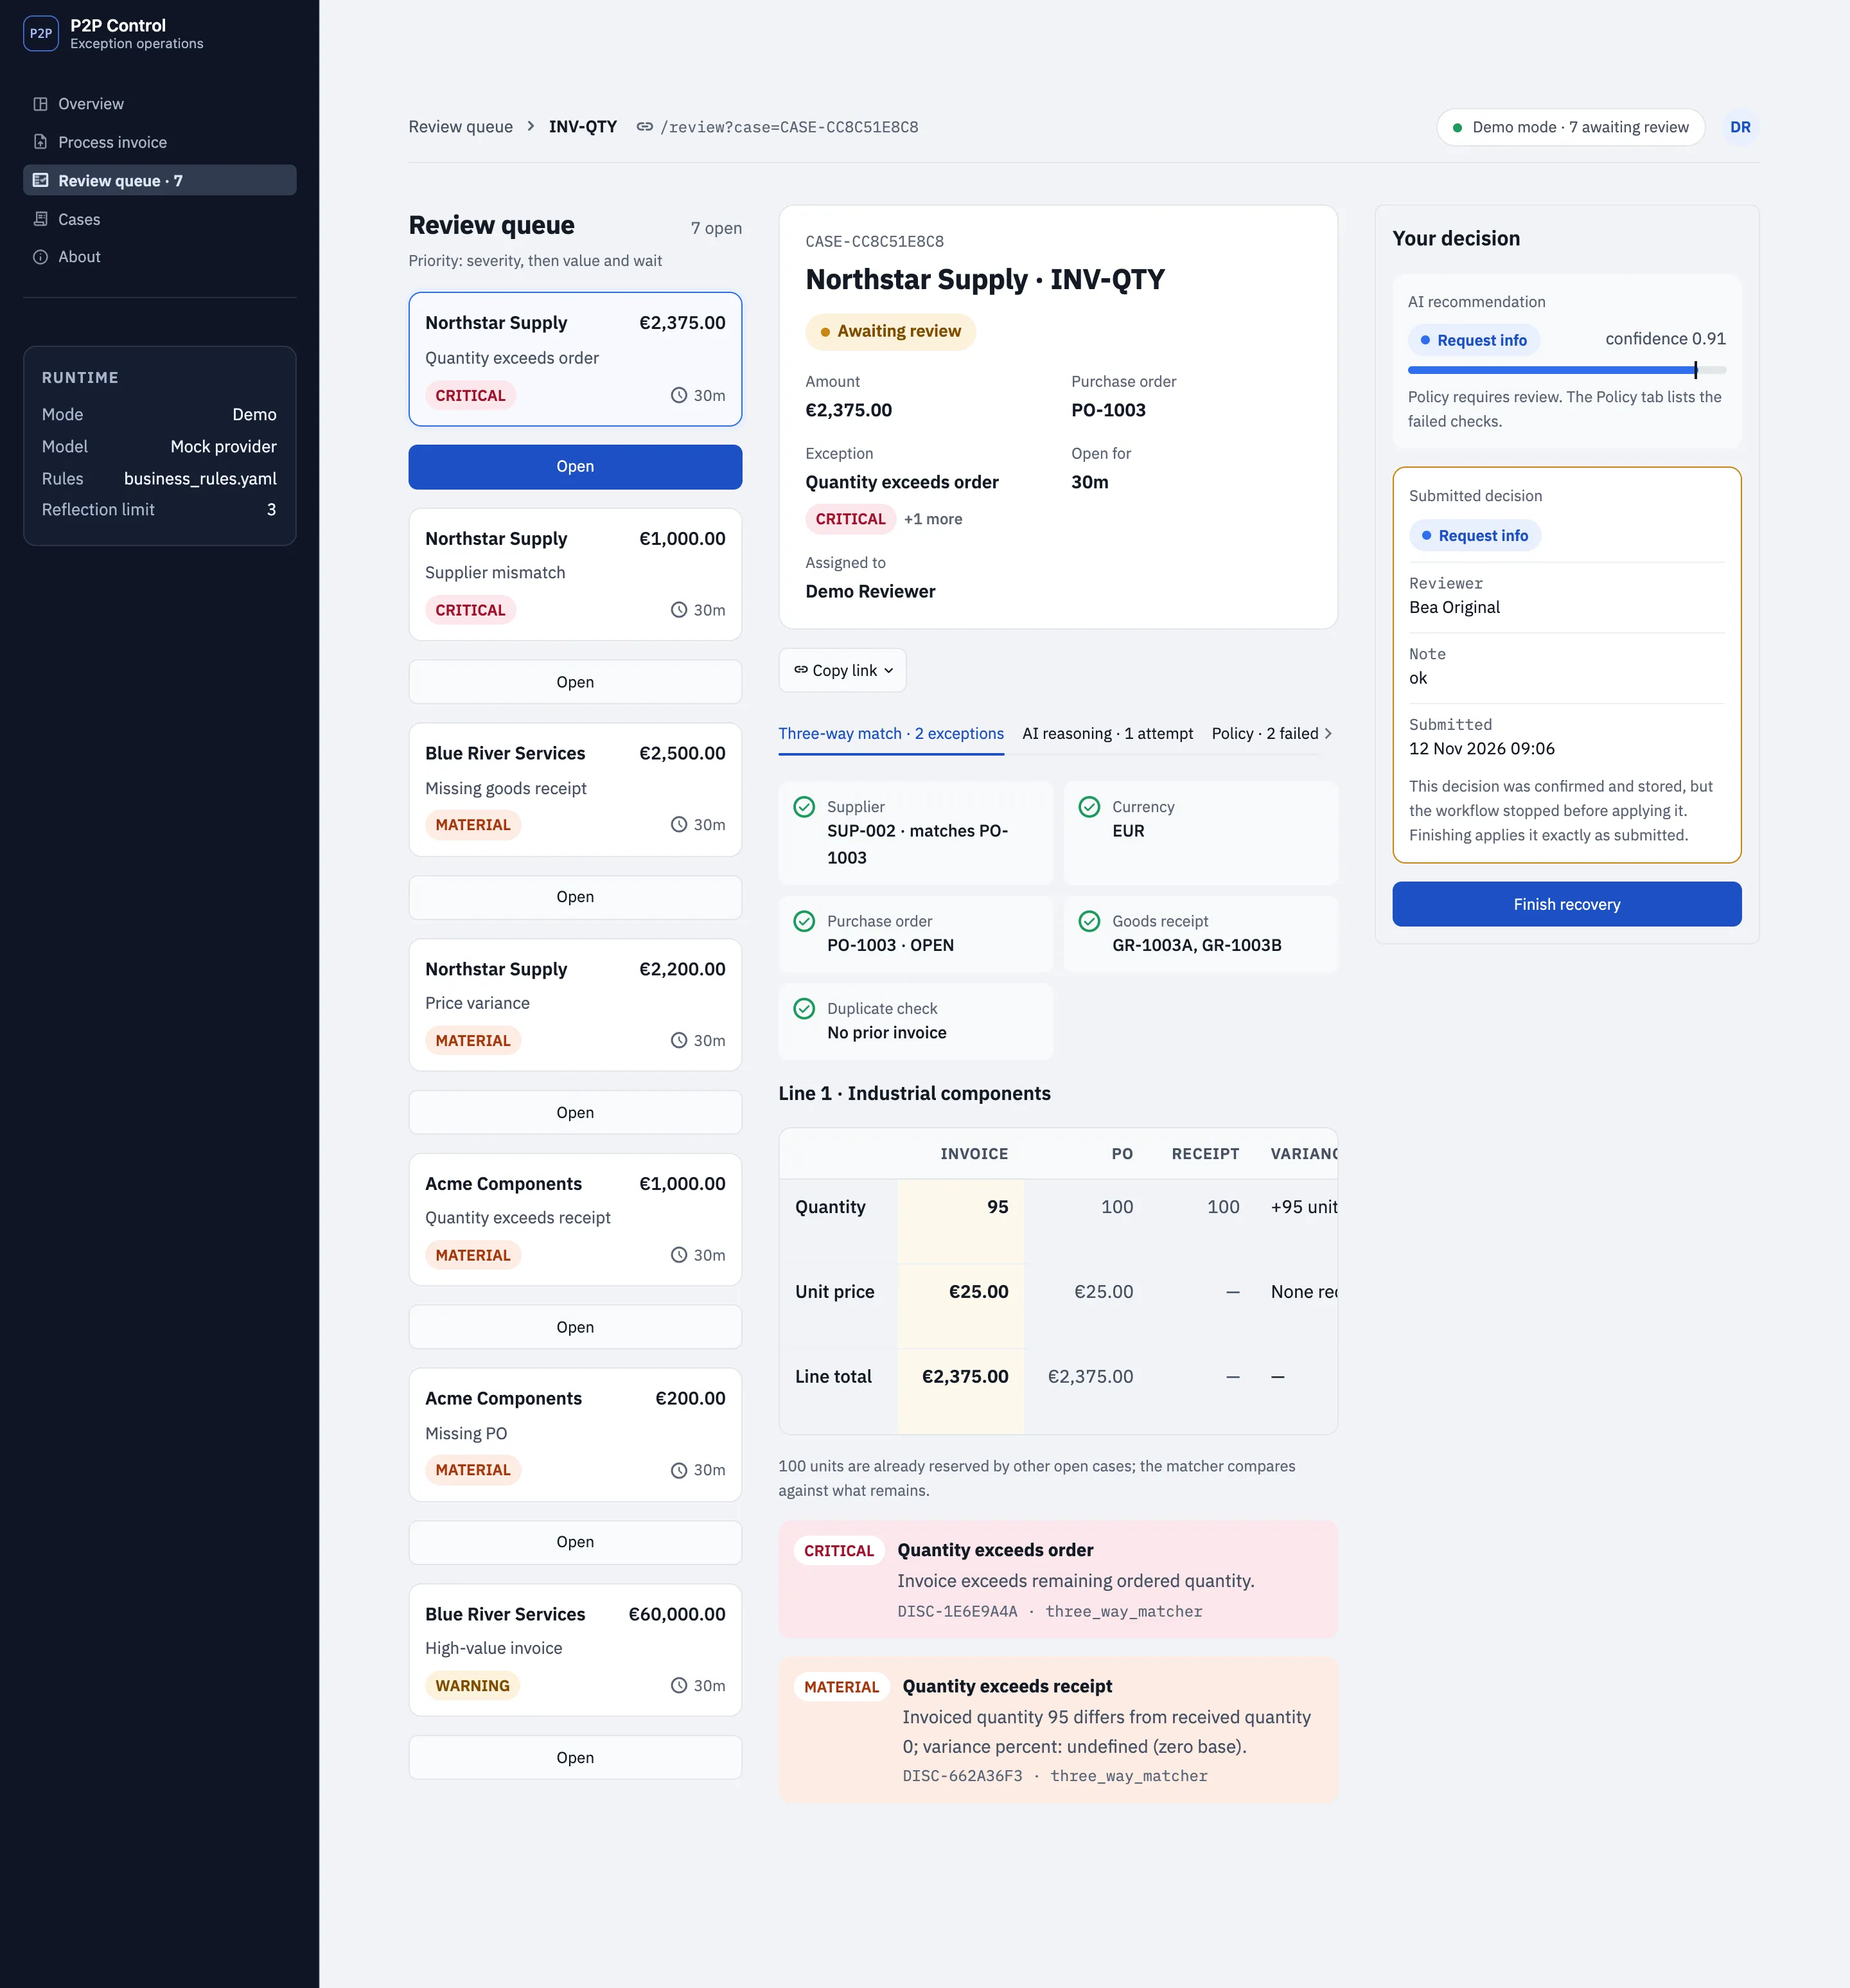 P2P
P2P Control
Exception operations
Overview
Process invoice
Review queue · 7
Cases
About
RUNTIME
Mode Demo
Model Mock provider
Rules business_rules.yaml
Reflection limit 3
Review queue > INV-QTY /review?case=CASE-CC8C51E8C8
Demo mode · 7 awaiting review
DR
Review queue 7 open
Priority: severity, then value and wait
Northstar Supply €2,375.00
Quantity exceeds order
CRITICAL 30m
Open
Northstar Supply €1,000.00
Supplier mismatch
CRITICAL 30m
Open
Blue River Services €2,500.00
Missing goods receipt
MATERIAL 30m
Open
Northstar Supply €2,200.00
Price variance
MATERIAL 30m
Open
Acme Components €1,000.00
Quantity exceeds receipt
MATERIAL 30m
Open
Acme Components €200.00
Missing PO
MATERIAL 30m
Open
Blue River Services €60,000.00
High-value invoice
WARNING 30m
Open
CASE-CC8C51E8C8
Northstar Supply · INV-QTY
Awaiting review
Amount Purchase order
€2,375.00 PO-1003
Exception Open for
Quantity exceeds order 30m
CRITICAL +1 more
Assigned to
Demo Reviewer
Copy link
Three-way match · 2 exceptions AI reasoning · 1 attempt Policy · 2 failed
Supplier
SUP-002 · matches PO-
1003
Currency
EUR
Purchase order
PO-1003 · OPEN
Goods receipt
GR-1003A, GR-1003B
Duplicate check
No prior invoice
Line 1 · Industrial components
INVOICE PO RECEIPT VARIANC
Quantity 95 100 100 +95 unit
Unit price €25.00 €25.00 — None rec
Line total €2,375.00 €2,375.00 — —
100 units are already reserved by other open cases; the matcher compares
against what remains.
CRITICAL Quantity exceeds order
Invoice exceeds remaining ordered quantity.
DISC-1E6E9A4A · three_way_matcher
MATERIAL Quantity exceeds receipt
Invoiced quantity 95 differs from received quantity
0; variance percent: undefined (zero base).
DISC-662A36F3 · three_way_matcher
Your decision
AI recommendation
Request info confidence 0.91
Policy requires review. The Policy tab lists the
failed checks.
Submitted decision
Request info
Reviewer
Bea Original
Note
ok
Submitted
12 Nov 2026 09:06
This decision was confirmed and stored, but
the workflow stopped before applying it.
Finishing applies it exactly as submitted.
Finish recovery